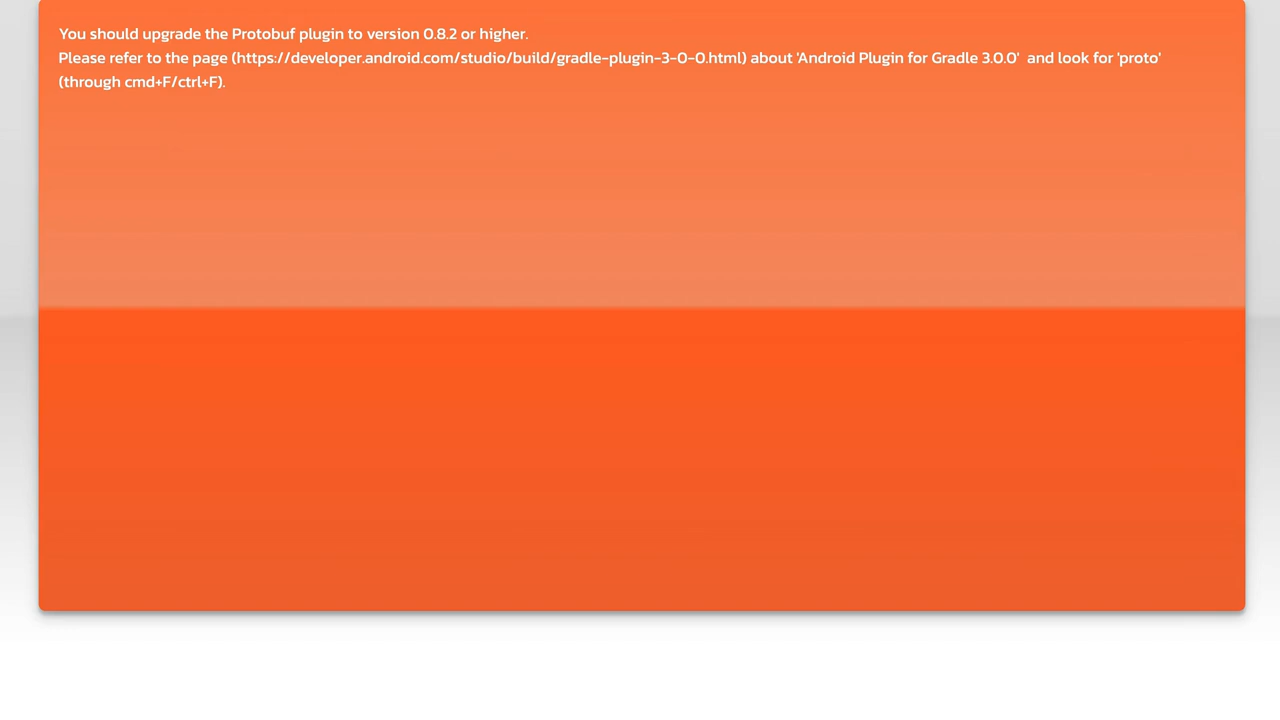 You should upgrade the Protobuf plugin to version 0.8.2 or higher.
Please refer to the page (https://developer.android.com/studio/build/gradle-plugin-3-0-0.html) about 'Android Plugin for Gradle 3.0.0'  and look for 'proto'
(through cmd+F/ctrl+F).